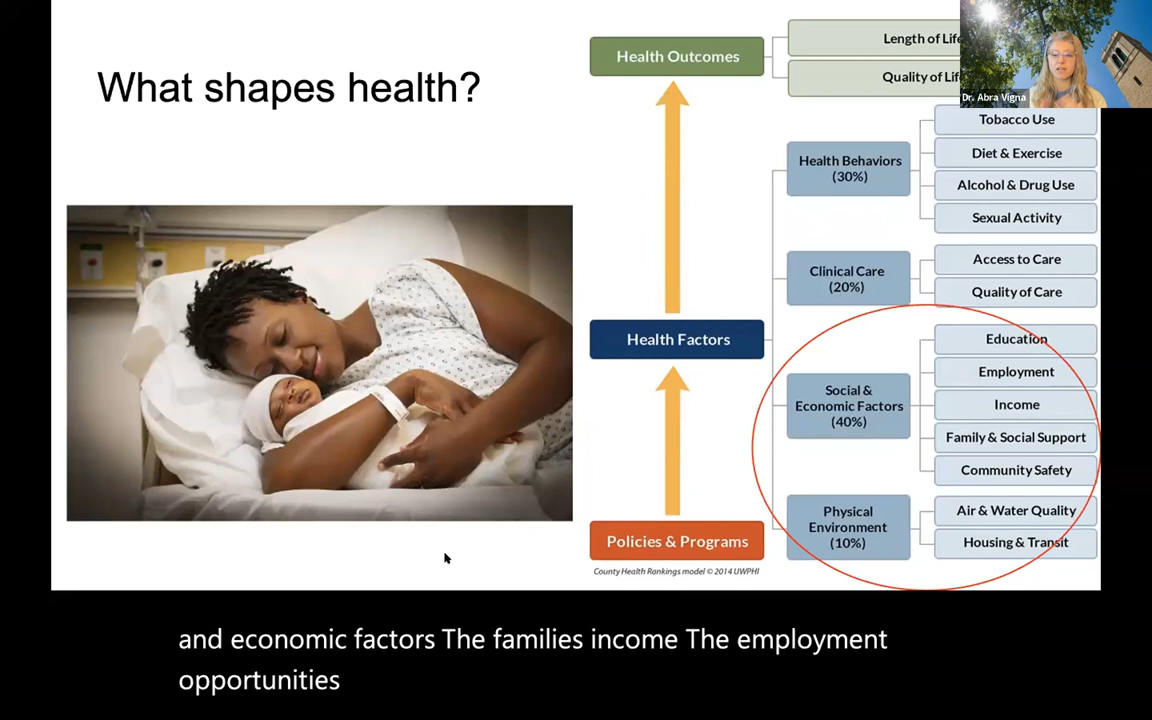 What shapes health?
Health Outcomes
Length of Life
Quality of Life
Dr. Abra Vigna
Health Behaviors
(30%)
Tobacco Use
Diet & Exercise
Alcohol & Drug Use
Sexual Activity
Clinical Care
(20%)
Access to Care
Quality of Care
Health Factors
Social &
Economic Factors
(40%)
Education
Employment
Income
Family & Social Support
Community Safety
Physical
Environment
(10%)
Air & Water Quality
Housing & Transit
Policies & Programs
County Health Rankings model © 2014 UWPHI
and economic factors The families income The employment
opportunities